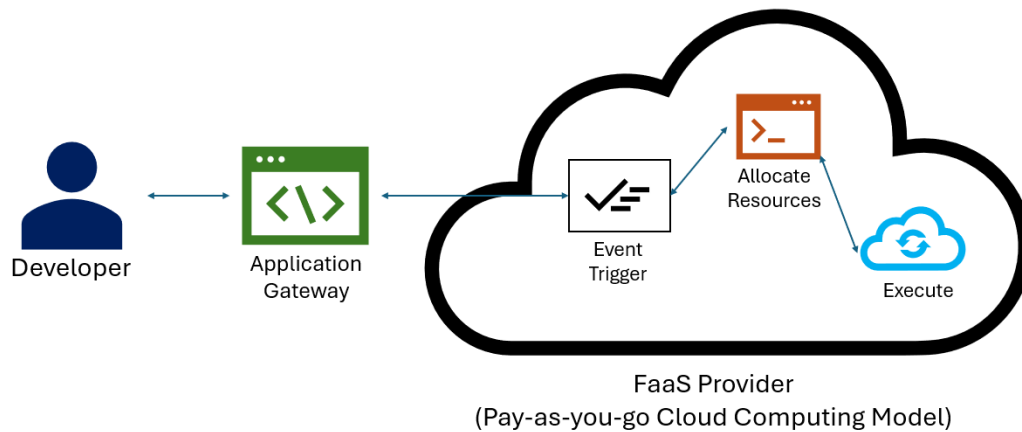 Developer
Application
Gateway
Event
Trigger
Allocate
Resources
Execute
FaaS Provider
(Pay-as-you-go Cloud Computing Model)